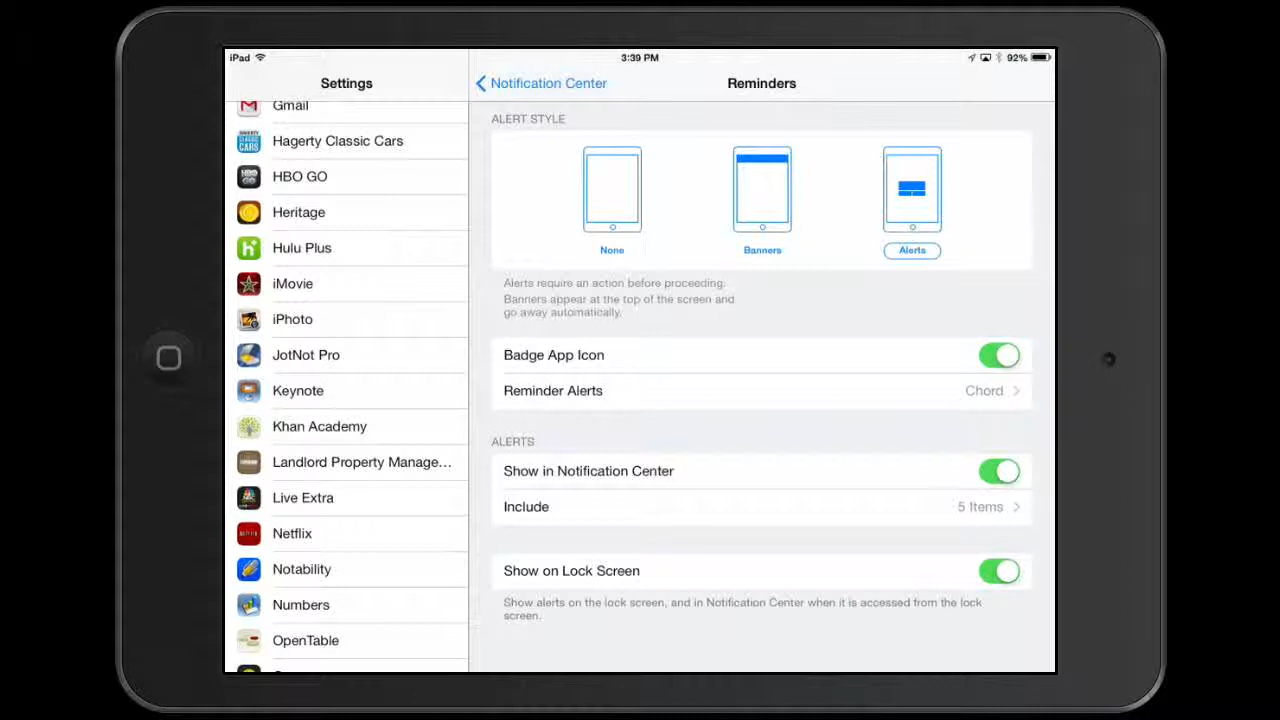 iPad
3:39 PM
92%
Settings
Notification Center
Reminders
Gmail
Hagerty Classic Cars
HBO GO
Heritage
Hulu Plus
iMovie
iPhoto
JotNot Pro
Keynote
Khan Academy
Landlord Property Manage...
Live Extra
Netflix
Notability
Numbers
OpenTable
ALERT STYLE
None
Banners
Alerts
Alerts require an action before proceeding.
Banners appear at the top of the screen and
go away automatically.
Badge App Icon
Reminder Alerts
Chord
ALERTS
Show in Notification Center
Include
5 Items
Show on Lock Screen
Show alerts on the lock screen, and in Notification Center when it is accessed from the lock
screen.